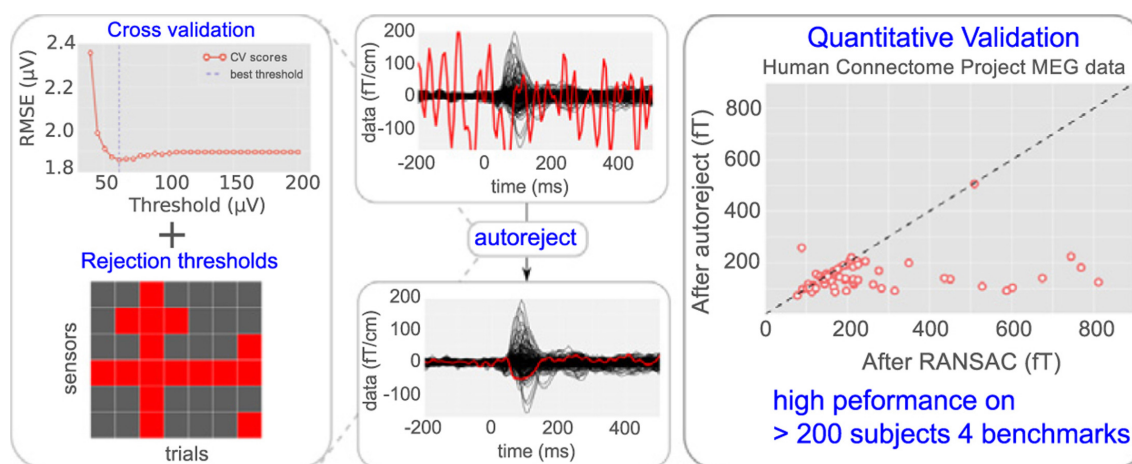 Cross validation
2.4
2.0
1.8
RMSE (µV)
CV scores
best threshold
50
100
150
200
Threshold (µV)
+
Rejection thresholds
sensors
trials
200
100
0
-100
data (fT/cm)
-200
0
200
400
time (ms)
autoreject
200
100
0
-100
data (fT/cm)
-200
0
200
400
time (ms)
Quantitative Validation
Human Connectome Project MEG data
800
600
400
200
After autoreject (fT)
0
200
400
600
800
After RANSAC (fT)
high peformance on
> 200 subjects 4 benchmarks